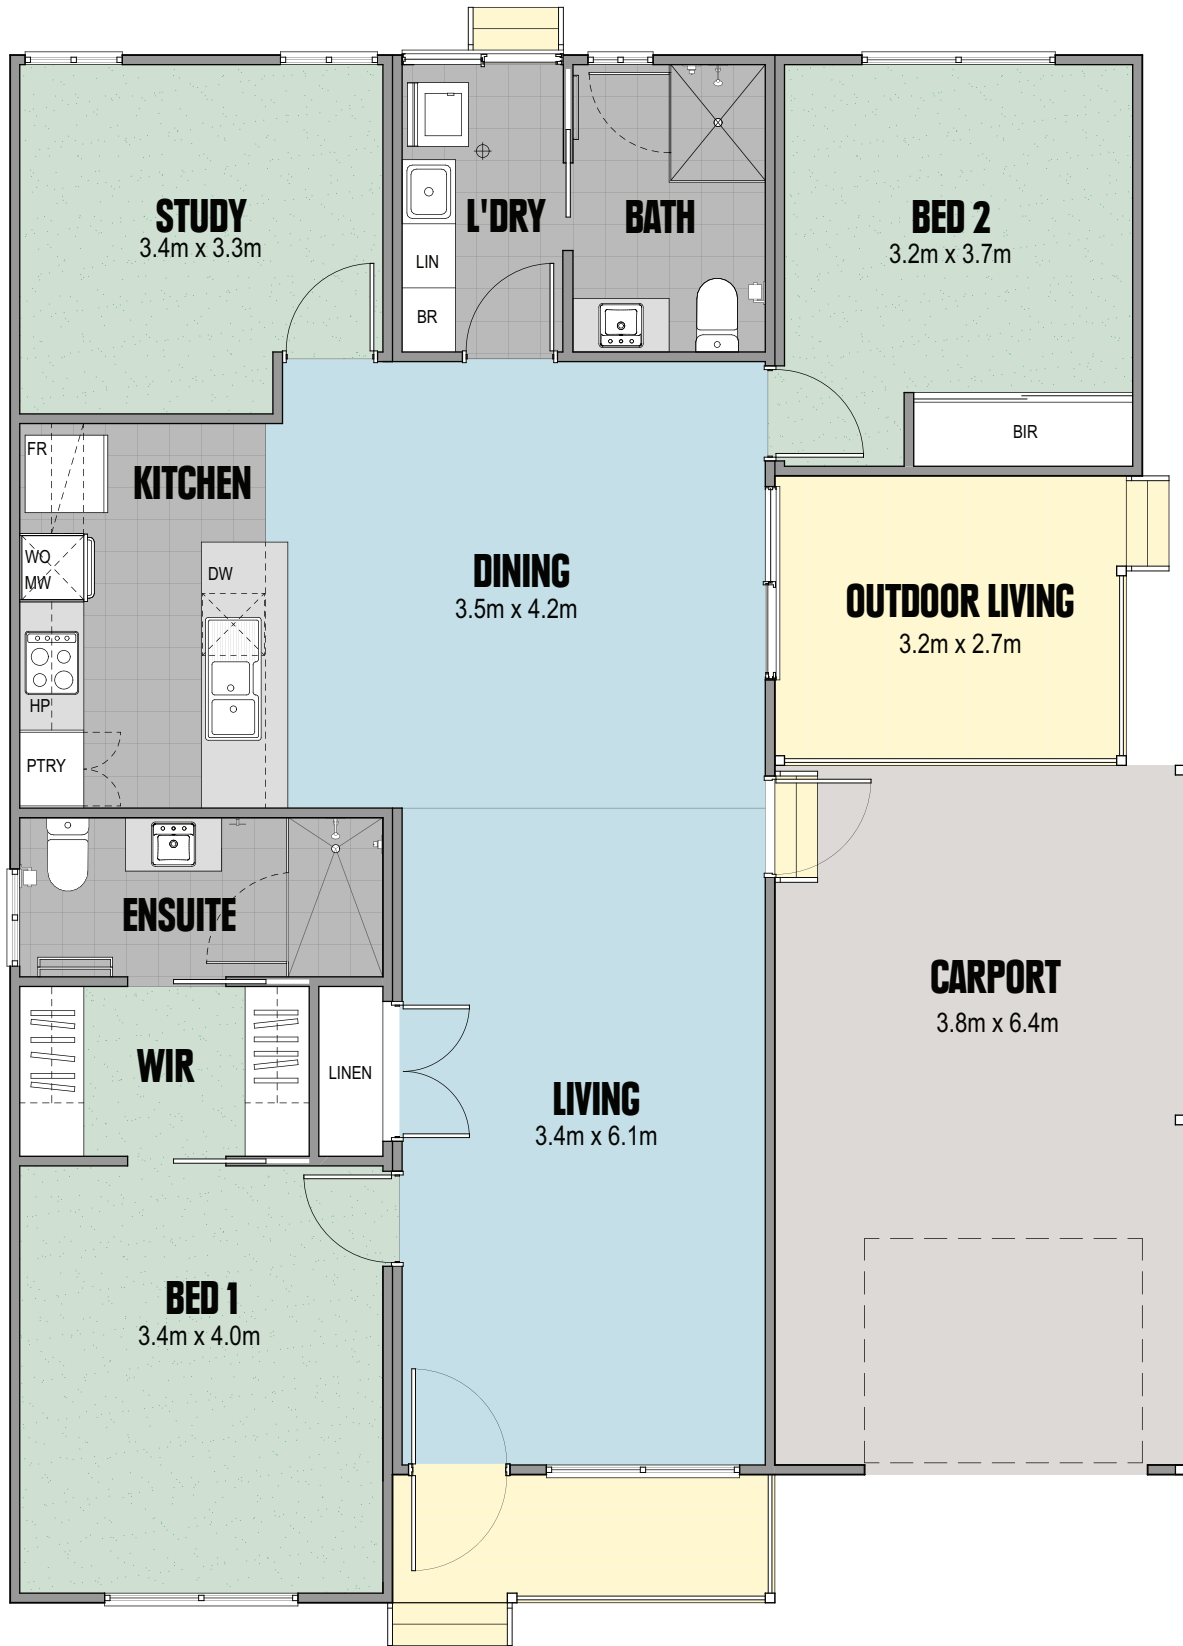 STUDY
3.4m x 3.3m
L'DRY
LIN
BR
BATH
BED 2
3.2m x 3.7m
BIR
FR
KITCHEN
WO
MW
DW
HP
PTRY
DINING
3.5m x 4.2m
OUTDOOR LIVING
3.2m x 2.7m
ENSUITE
CARPORT
3.8m x 6.4m
WIR
LINEN
LIVING
3.4m x 6.1m
BED 1
3.4m x 4.0m